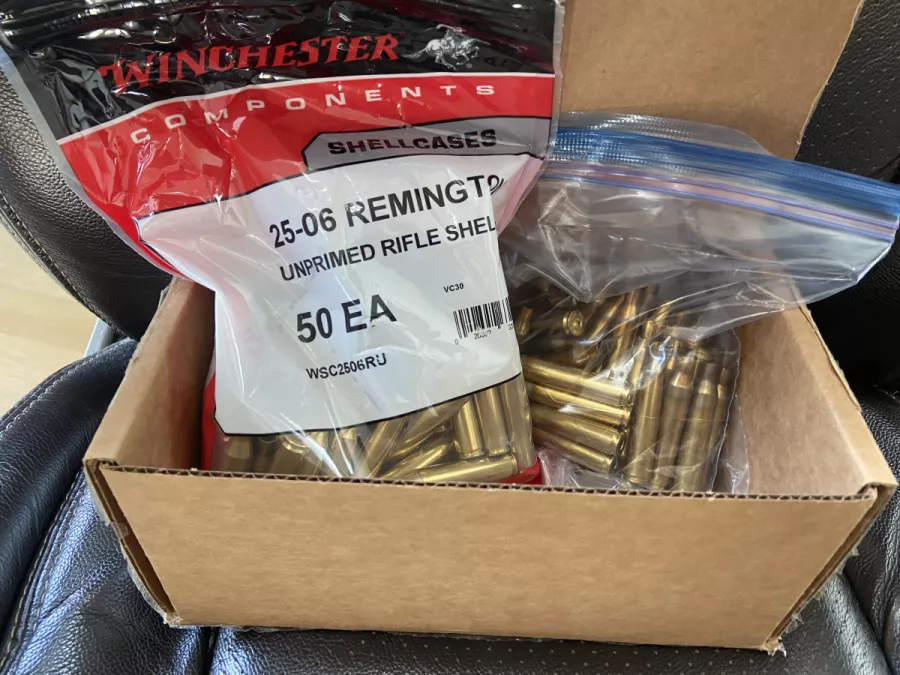 WINCHESTER
COMPONENTS
SHELLCASES
25-06 REMINGTO
UNPRIMED RIFLE SHEL
VC30
50 EA
WSC2506RU